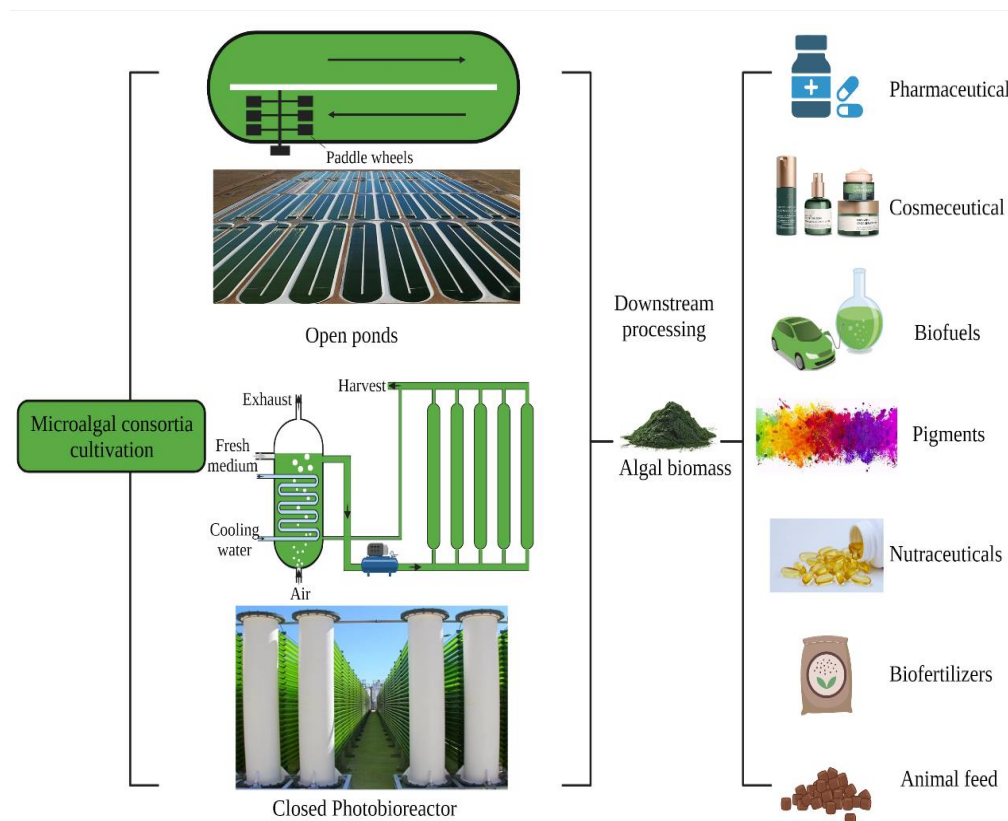 Microalgal consortia
cultivation
Paddle wheels
Open ponds
Harvest
Exhaust
Fresh
medium
Cooling
water
Air
Closed Photobioreactor
Downstream
processing
Algal biomass
Pharmaceutical
Cosmeceutical
Biofuels
Pigments
Nutraceuticals
Biofertilizers
Animal feed